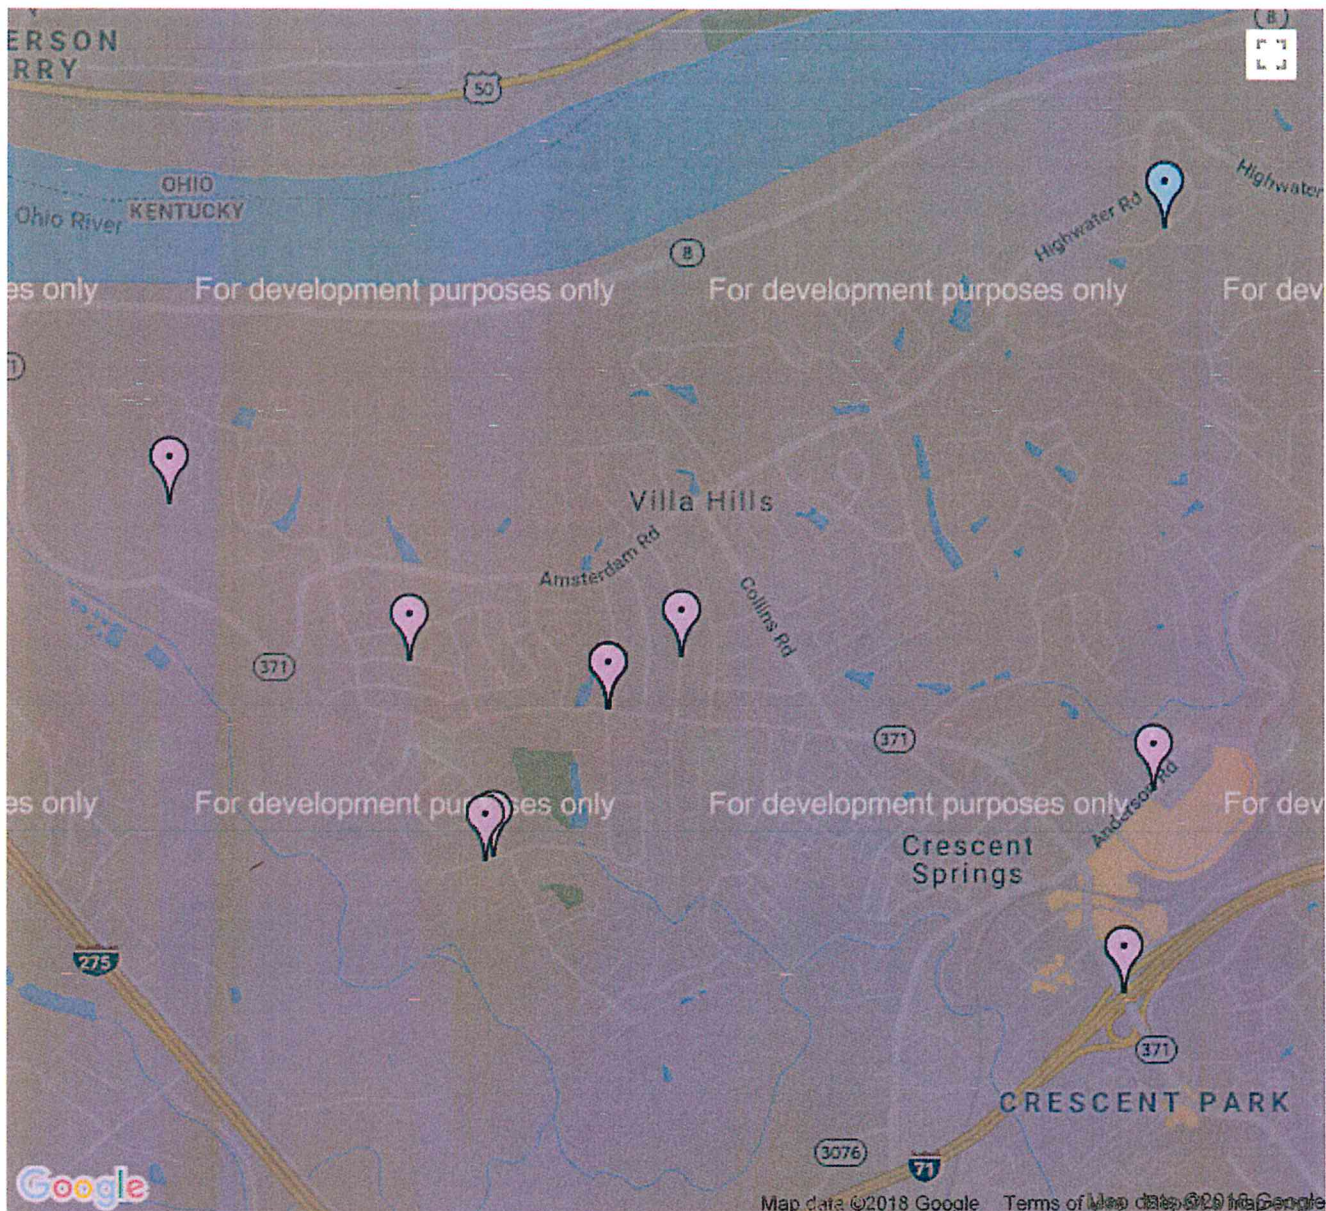 ERSON
RRY
8
50
OHIO
KENTUCKY
Ohio River
Highwater
Highwater Rd
8
es only
For development purposes only
For development purposes only
For dev
Villa Hills
Amsterdam Rd
Collins Rd
371
371
es only
For development purposes only
For development purposes only
For dev
Anderson Rd
Crescent
Springs
275
371
CRESCENT PARK
3076
71
Google
Map data ©2018 Google
Terms of